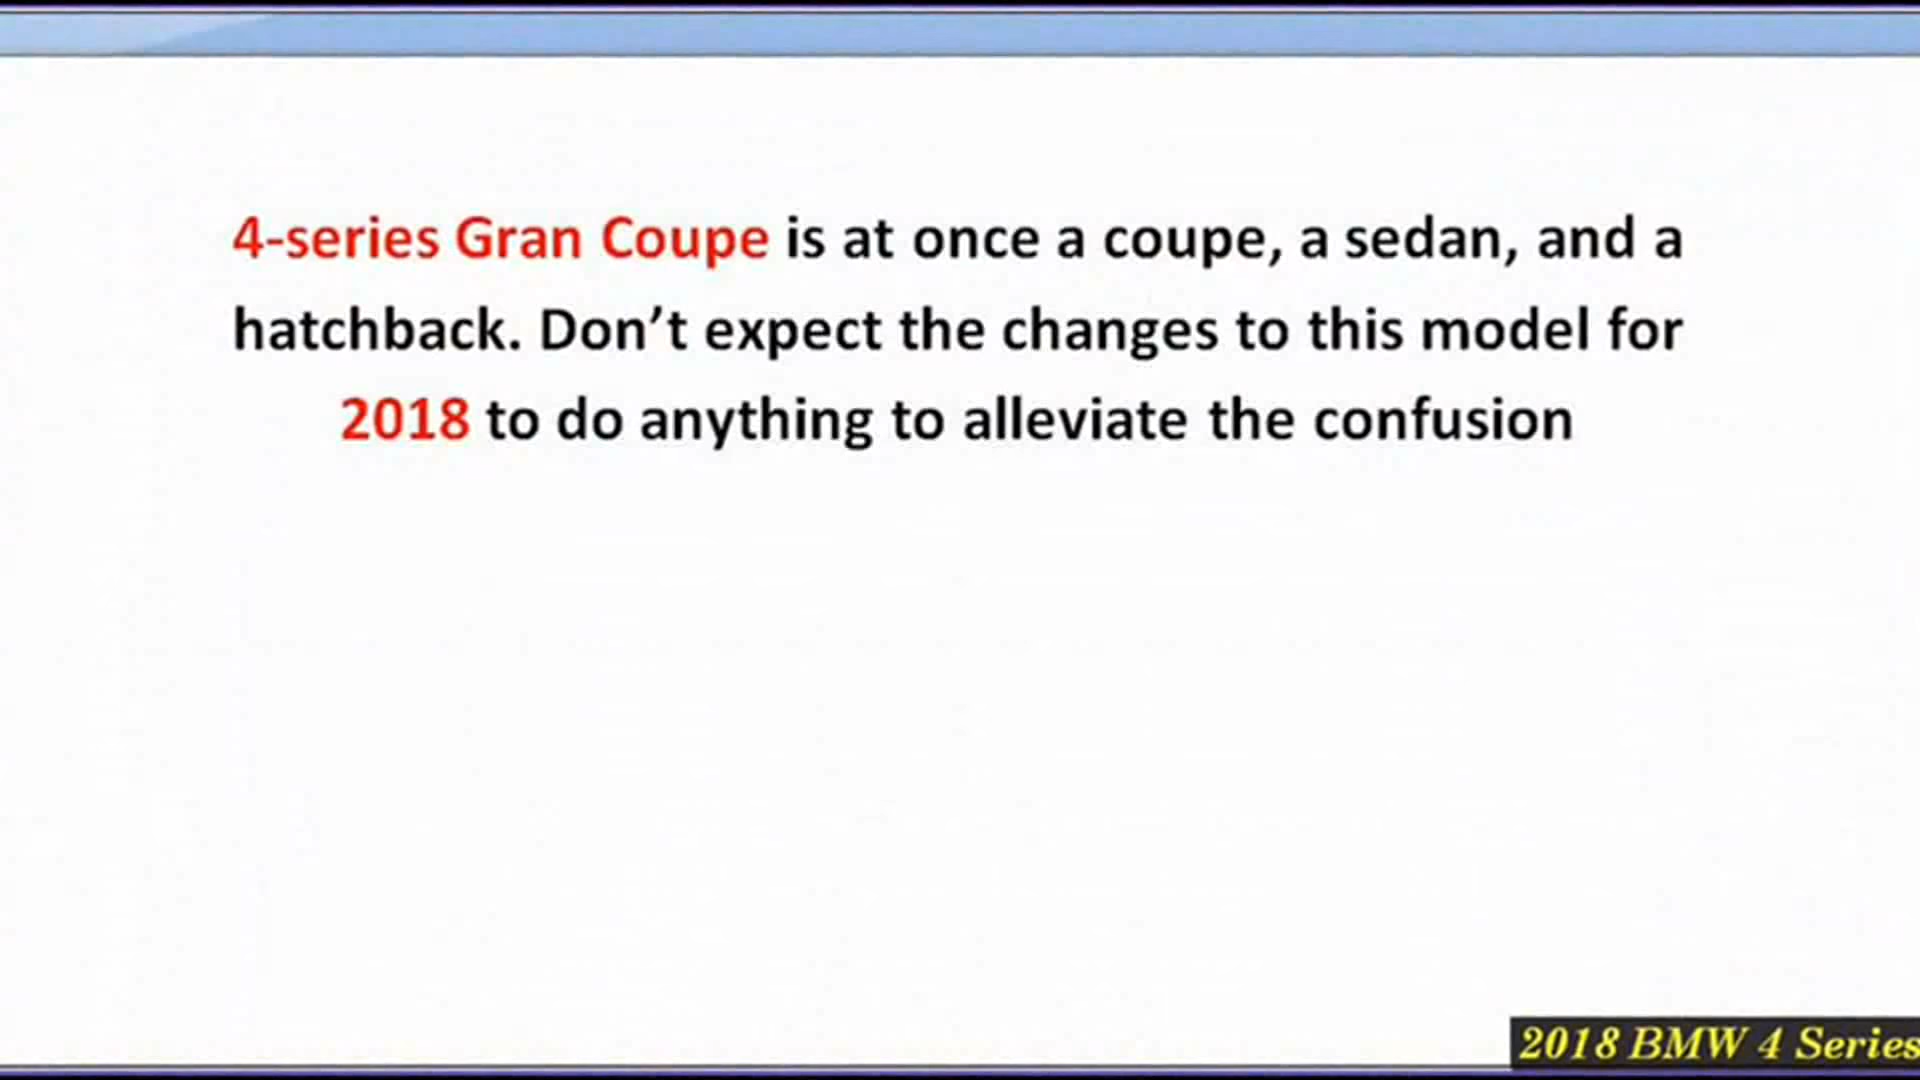 4-series Gran Coupe is at once a coupe, a sedan, and a
hatchback. Don’t expect the changes to this model for
2018 to do anything to alleviate the confusion
2018 BMW 4 Series